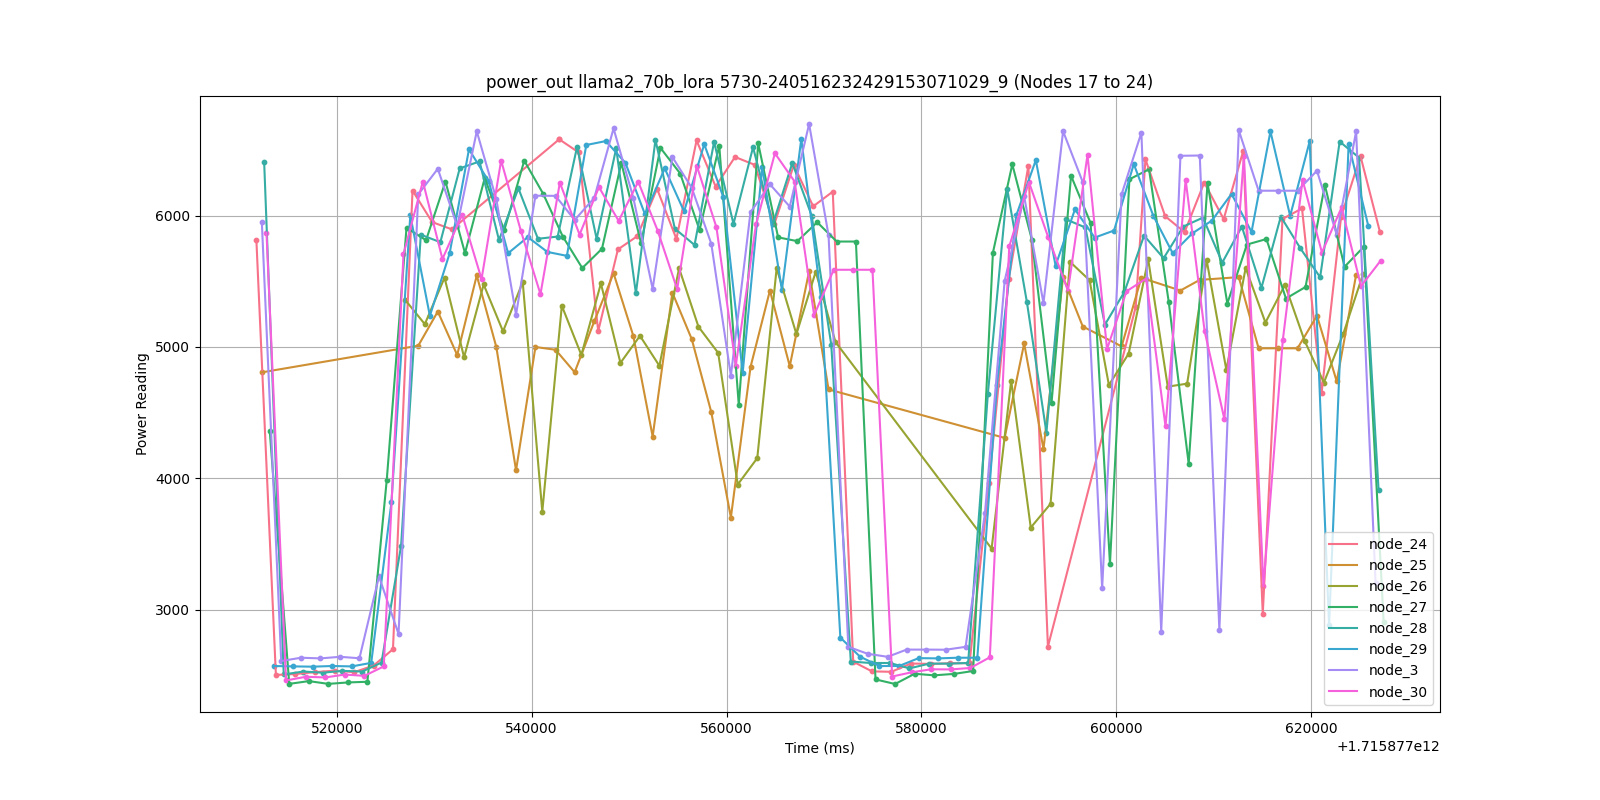 power_out llama2_70b_lora 5730-240516232429153071029_9 (Nodes 17 to 24)
Power Reading
6000
5000
4000
3000
node_24
node_25
node_26
node_27
node_28
node_29
node_3
node_30
520000
540000
560000
580000
600000
620000
Time (ms)
+1.715877e12